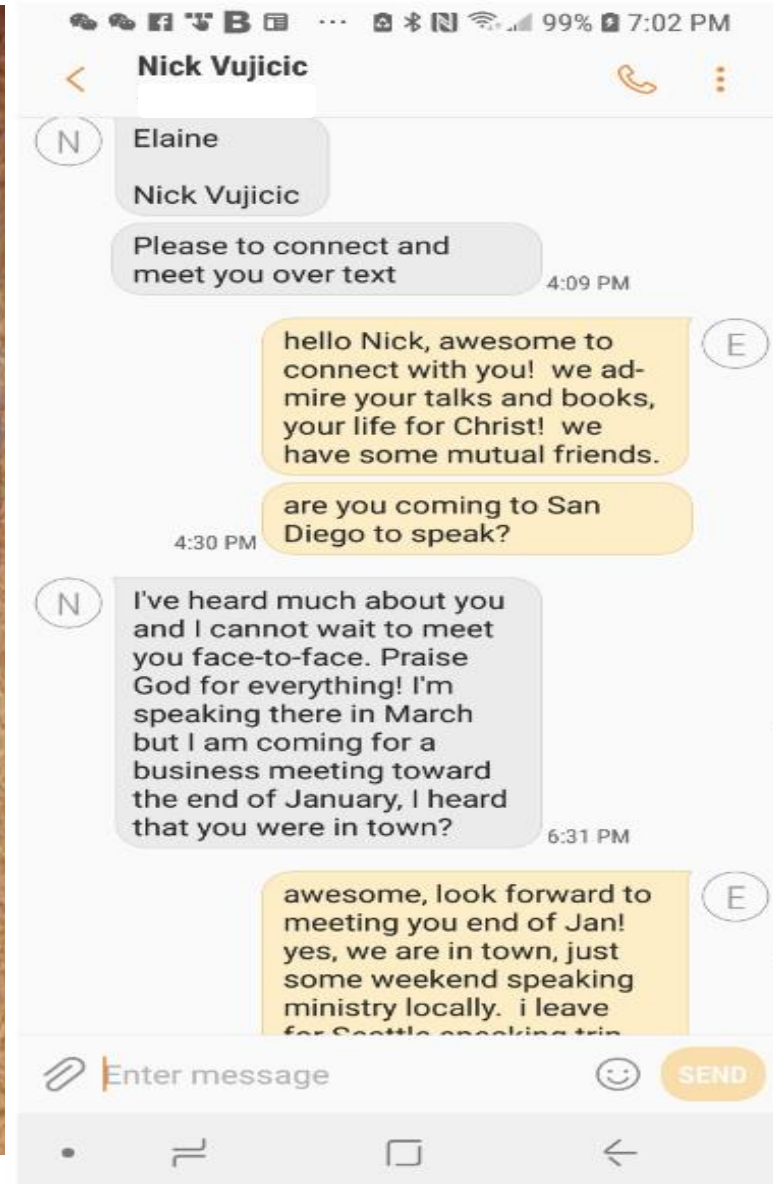 99% 7:02 PM
Nick Vujicic
N
Elaine
Nick Vujicic
Please to connect and
meet you over text
4:09 PM
hello Nick, awesome to
connect with you! we ad-
mire your talks and books,
your life for Christ! we
have some mutual friends.
E
are you coming to San
Diego to speak?
4:30 PM
N
I've heard much about you
and I cannot wait to meet
you face-to-face. Praise
God for everything! I'm
speaking there in March
but I am coming for a
business meeting toward
the end of January, I heard
that you were in town?
6:31 PM
awesome, look forward to
meeting you end of Jan!
yes, we are in town, just
some weekend speaking
ministry locally. i leave
for Seattle speaking trip
E
Enter message
SEND